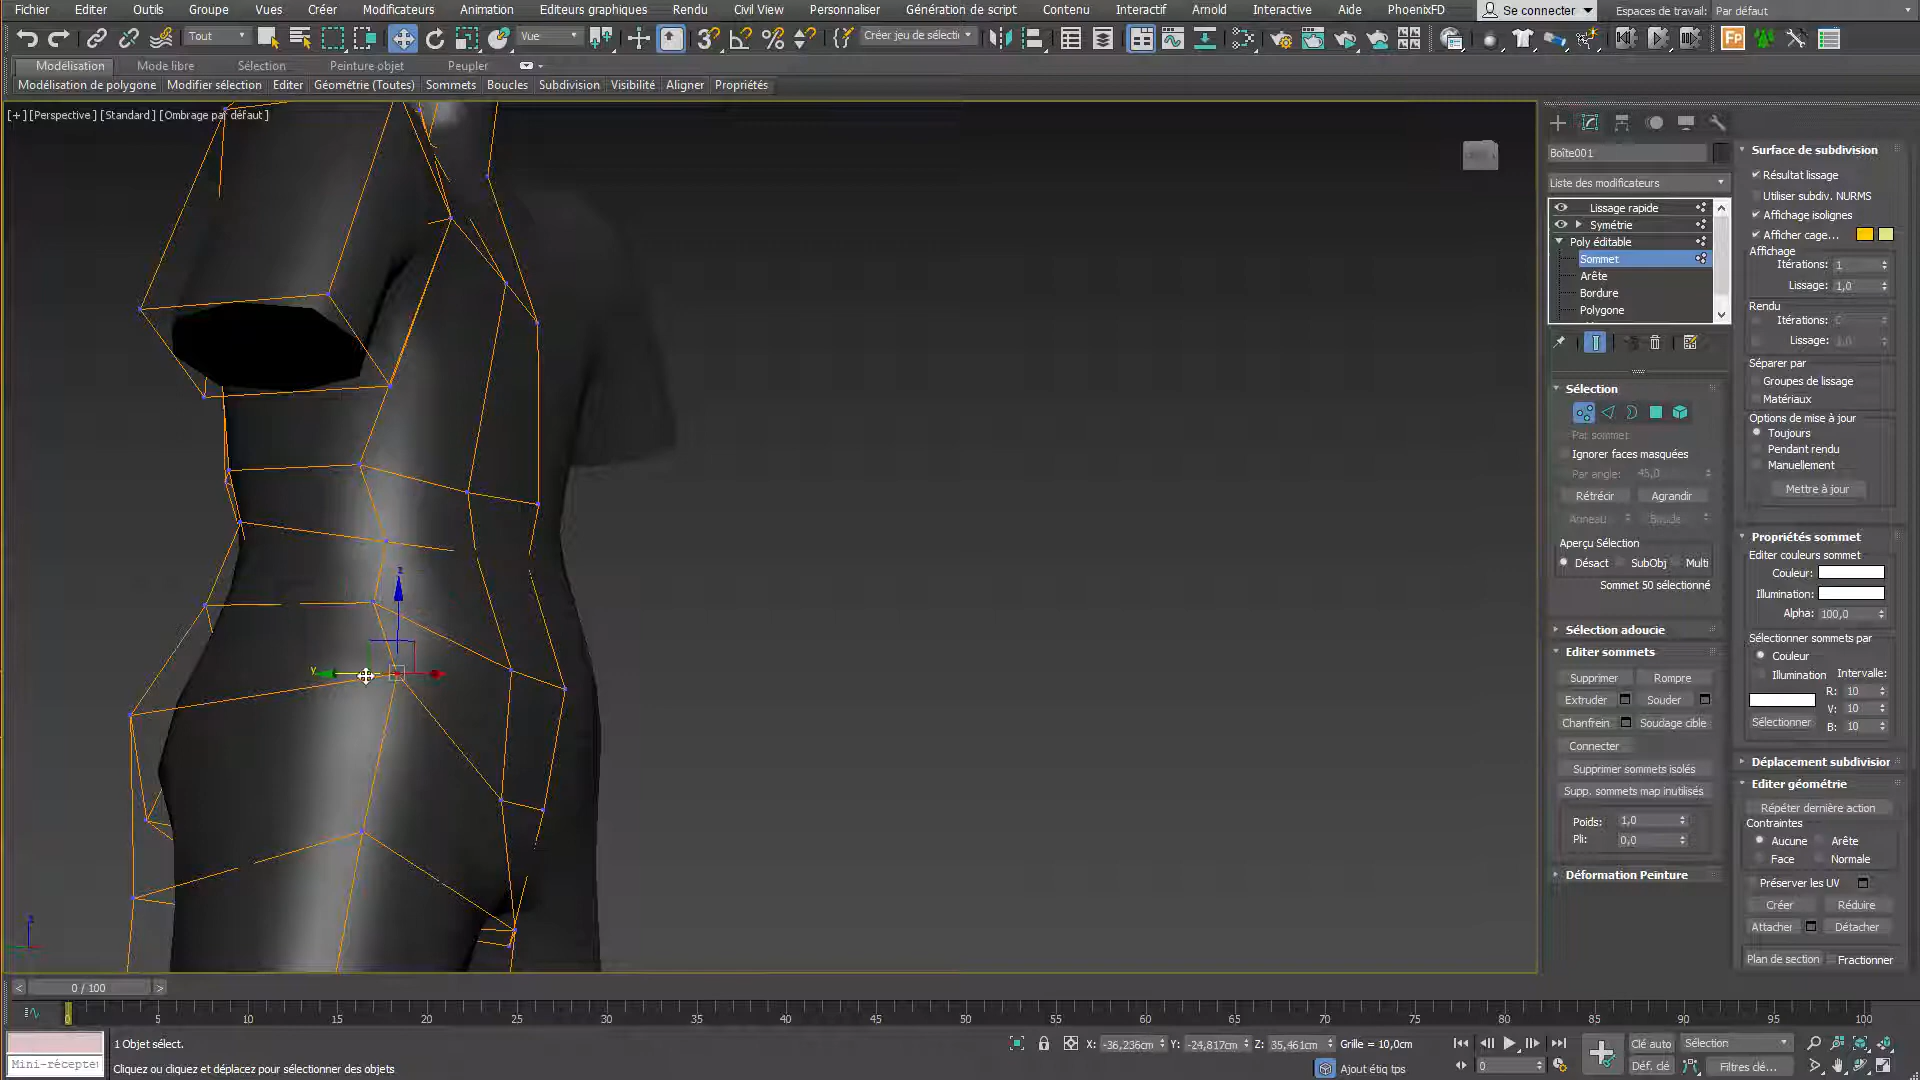 Fichier Editer Outils Groupe Vues Créer Modificateurs Animation Editeurs graphiques Rendu Civil View Personnaliser Génération de script Contenu Interactif Arnold Interactive Aide PhoenixFD Se connecter Espaces de travail: Par défaut
Tout Vue Créer jeu de sélecti
Modélisation Mode libre Sélection Peinture objet Peupler
Modélisation de polygone Modifier sélection Editer Géométrie (Toutes) Sommets Boucles Subdivision Visibilité Aligner Propriétés
[+] [Perspective ] [Standard ] [Ombrage par défaut ]
Boîte001
Liste des modificateurs
Lissage rapide
Symétrie
Poly éditable
Sommet
Arête
Bordure
Polygone
Sélection
Par sommet
Ignorer faces masquées
Par angle: 45,0
Rétrécir Agrandir
Anneau Boucle
Aperçu Sélection
Désact SubObj Multi
Sommet 50 sélectionné
Sélection adoucie
Editer sommets
Supprimer Rompre
Extruder Souder
Chanfrein Soudage cible
Connecter
Supprimer sommets isolés
Supp. sommets map inutilisés
Poids: 1,0
Pli: 0,0
Déformation Peinture
Surface de subdivision
Résultat lissage
Utiliser subdiv. NURMS
Affichage isolignes
Afficher cage...
Affichage
Itérations: 1
Lissage: 1,0
Rendu
Itérations: 0
Lissage: 1,0
Séparer par
Groupes de lissage
Matériaux
Options de mise à jour
Toujours
Pendant rendu
Manuellement
Mettre à jour
Propriétés sommet
Editer couleurs sommet
Couleur:
Illumination:
Alpha: 100,0
Sélectionner sommets par
Couleur
Illumination Intervalle:
R: 10
V: 10
B: 10
Sélectionner
Déplacement subdivision
Editer géométrie
Répéter dernière action
Contraintes
Aucune Arête
Face Normale
Préserver les UV
Créer Réduire
Attacher Détacher
Plan de section Fractionner
z
y
z
< 0 / 100 >
0 5 10 15 20 25 30 35 40 45 50 55 60 65 70 75 80 85 90 95 100
1 Objet sélect. X: -36,236cm Y: -24,817cm Z: 35,461cm Grille = 10,0cm Clé auto Sélection
Mini-récepte Cliquez ou cliquez et déplacez pour sélectionner des objets Ajout étiq tps 0 Déf. clé Filtres clé...